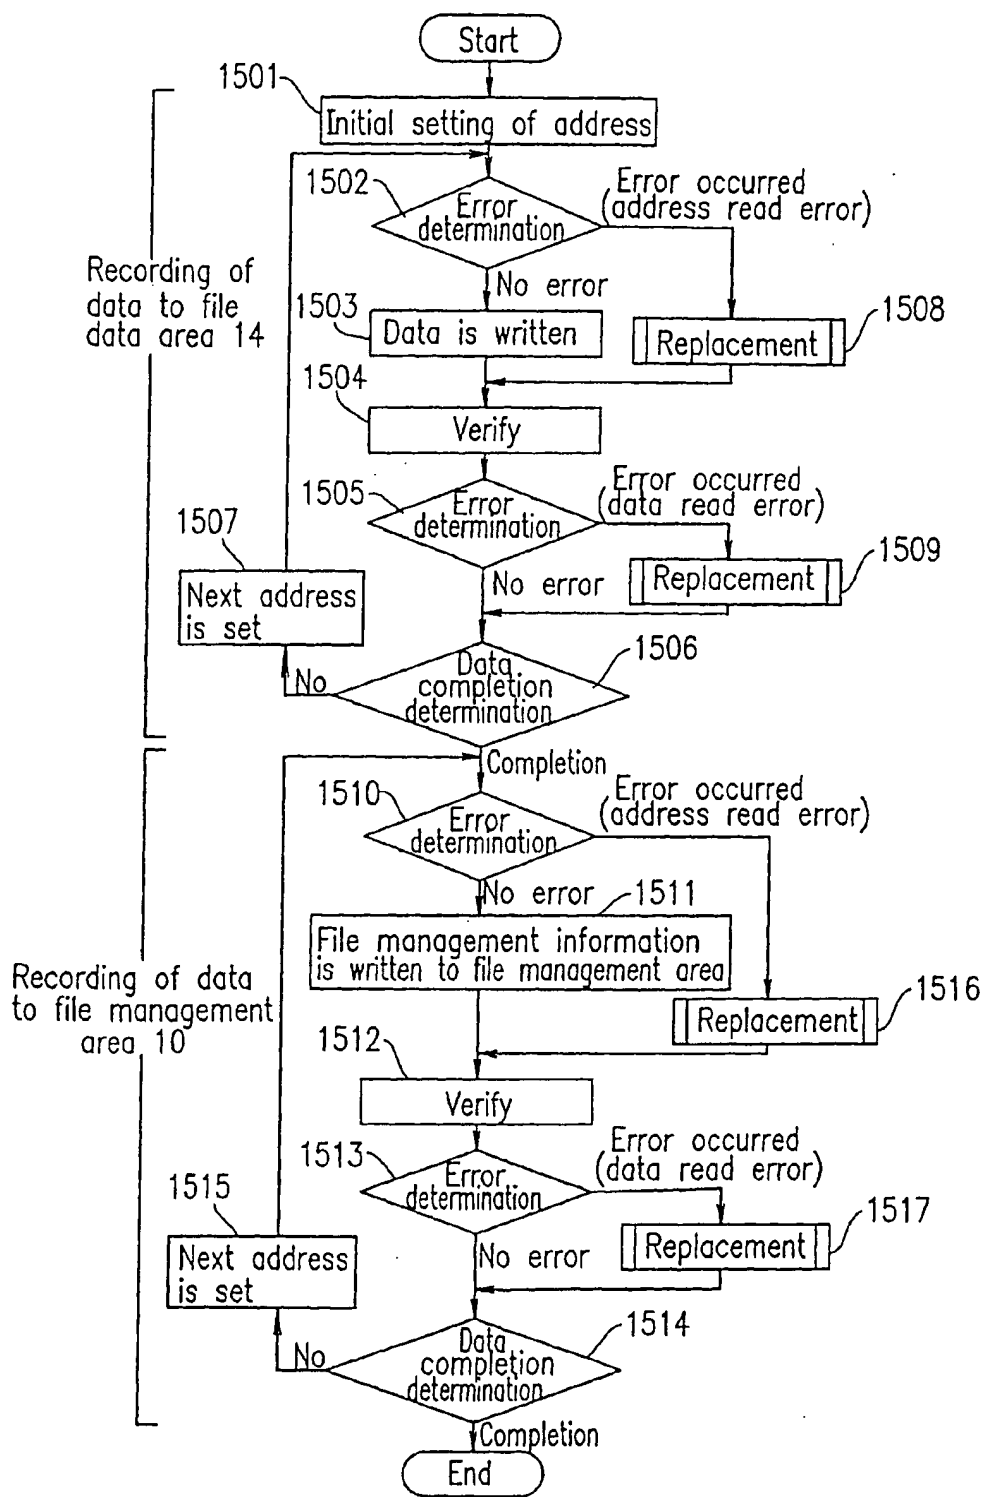 Start
1501
Initial setting of address
1502
Error
determination
Error occurred
(address read error)
No error
1503
Data is written
Replacement
1508
Recording of
data to file
data area 14
1504
Verify
1505
Error
determination
Error occurred
(data read error)
1507
Next address
is set
No error
Replacement
1509
Data
completion
determination
1506
No
Completion
1510
Error
determination
Error occurred
(address read error)
No error
1511
File management information
is written to file management area
Recording of data
to file management
area 10
Replacement
1516
1512
Verify
1513
Error
determination
Error occurred
(data read error)
1515
Next address
is set
No error
Replacement
1517
Data
completion
determination
1514
No
Completion
End